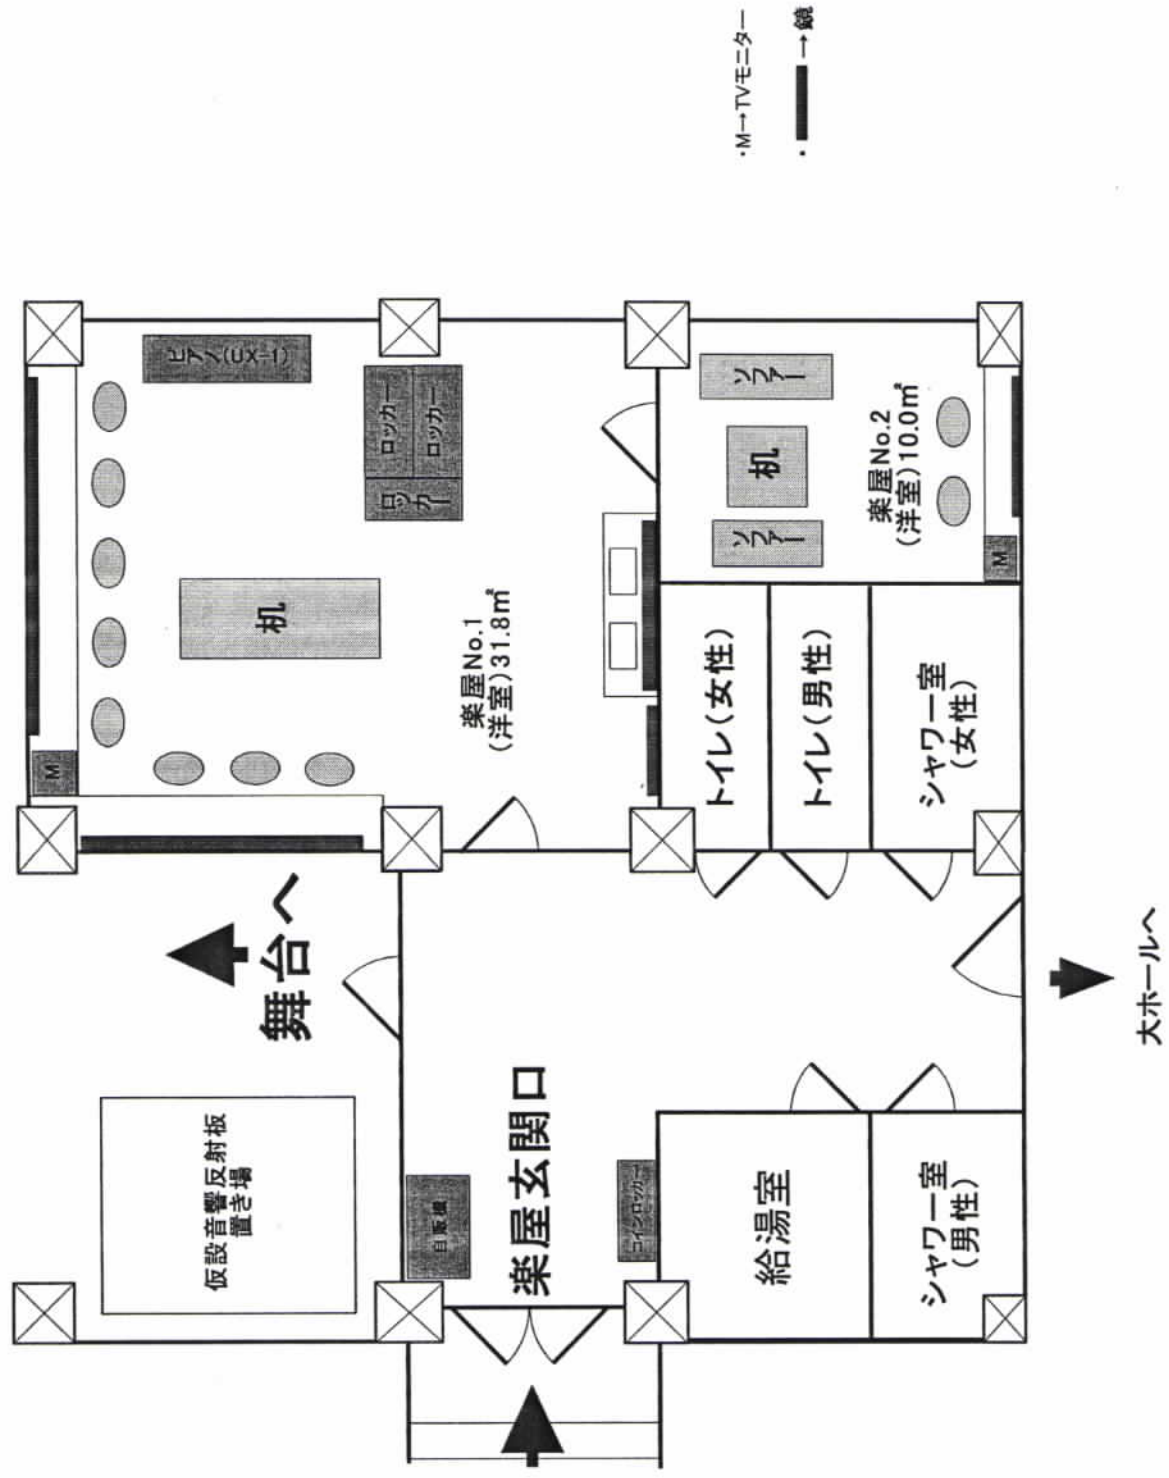 ・M→TVモニター
・ →鏡
ピアノ(UX-1)
ロッカー
ロッカー
ロッカー
机
M
楽屋No.1
(洋室)31.8㎡
ソファー
机
ソファー
楽屋No.2
(洋室)10.0㎡
M
トイレ(女性)
トイレ(男性)
シャワー室
(女性)
舞台へ
仮設音響反射板
置き場
自販機
楽屋玄関口
コインロッカー
給湯室
シャワー室
(男性)
大ホールへ